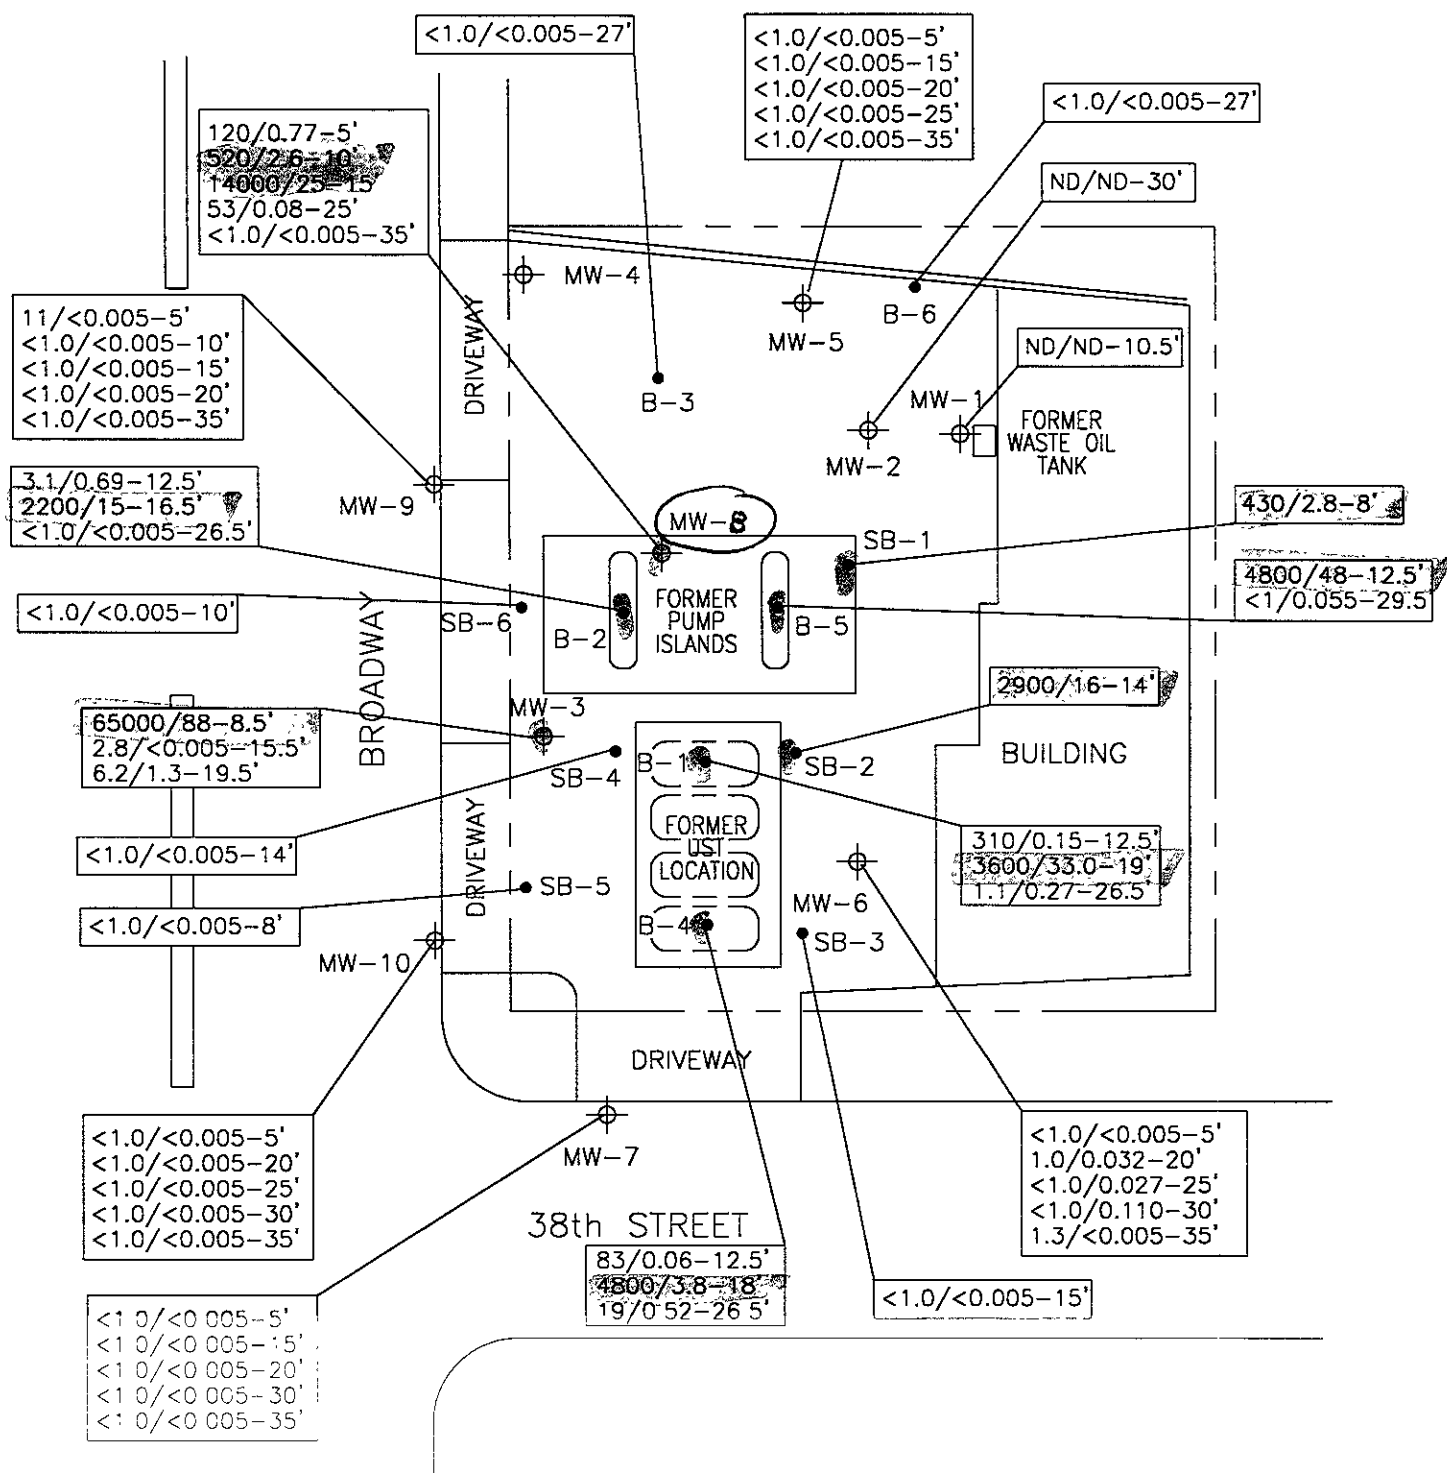 <1.0/<0.005-27'
<1.0/<0.005-5'
<1.0/<0.005-15'
<1.0/<0.005-20'
<1.0/<0.005-25'
<1.0/<0.005-35'
<1.0/<0.005-27'
ND/ND-30'
120/0.77-5'
520/2.6-10'
14000/25-15'
53/0.08-25'
<1.0/<0.005-35'
MW-4
MW-5
B-6
ND/ND-10.5'
11/<0.005-5'
<1.0/<0.005-10'
<1.0/<0.005-15'
<1.0/<0.005-20'
<1.0/<0.005-35'
DRIVEWAY
B-3
MW-1
MW-2
FORMER
WASTE OIL
TANK
3.1/0.69-12.5'
2200/15-16.5'
<1.0/<0.005-26.5'
MW-9
MW-8
SB-1
430/2.8-8'
4800/48-12.5'
<1/0.055-29.5'
<1.0/<0.005-10'
SB-6
B-2
FORMER
PUMP
ISLANDS
B-5
BROADWAY
2900/16-14'
65000/88-8.5'
2.8/<0.005-15.5'
6.2/1.3-19.5'
MW-3
SB-4
B-1
SB-2
BUILDING
<1.0/<0.005-14'
DRIVEWAY
FORMER
UST
LOCATION
310/0.15-12.5'
3600/33.0-19'
1.1/0.27-26.5'
<1.0/<0.005-8'
SB-5
MW-6
B-4
SB-3
MW-10
DRIVEWAY
<1.0/<0.005-5'
<1.0/<0.005-20'
<1.0/<0.005-25'
<1.0/<0.005-30'
<1.0/<0.005-35'
MW-7
<1.0/<0.005-5'
1.0/0.032-20'
<1.0/0.027-25'
<1.0/0.110-30'
1.3/<0.005-35'
38th STREET
83/0.06-12.5'
4800/3.8-18'
19/0.52-26.5'
<1.0/<0.005-15'
<1.0/<0.005-5'
<1.0/<0.005-15'
<1.0/<0.005-20'
<1.0/<0.005-30'
<1.0/<0.005-35'